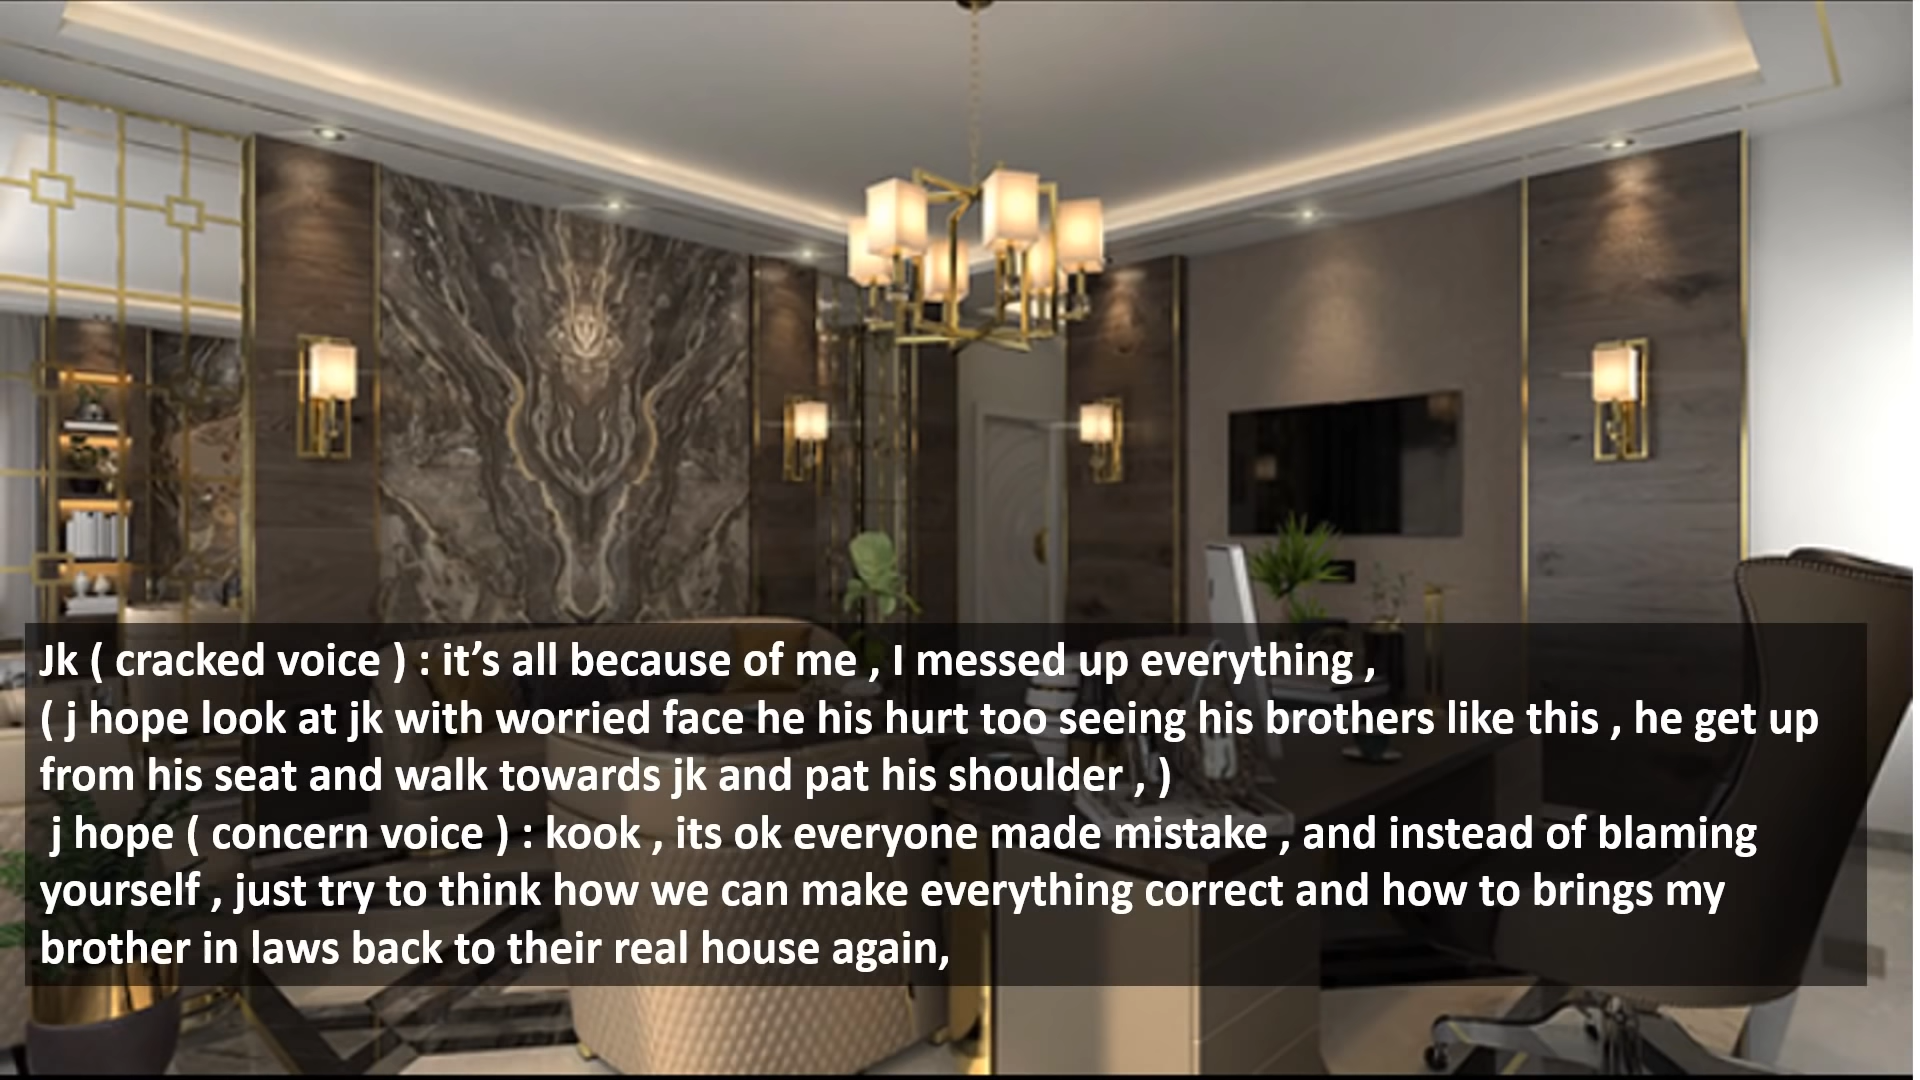 Jk ( cracked voice ) : it’s all because of me , I messed up everything ,
( j hope look at jk with worried face he his hurt too seeing his brothers like this , he get up
from his seat and walk towards jk and pat his shoulder , )
j hope ( concern voice ) : kook , its ok everyone made mistake , and instead of blaming
yourself , just try to think how we can make everything correct and how to brings my
brother in laws back to their real house again,